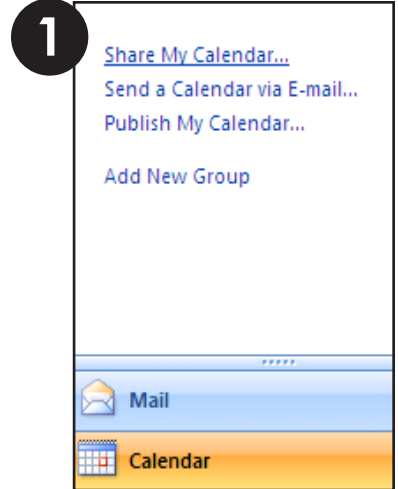 1
Share My Calendar...
Send a Calendar via E-mail...
Publish My Calendar...
Add New Group
Mail
Calendar